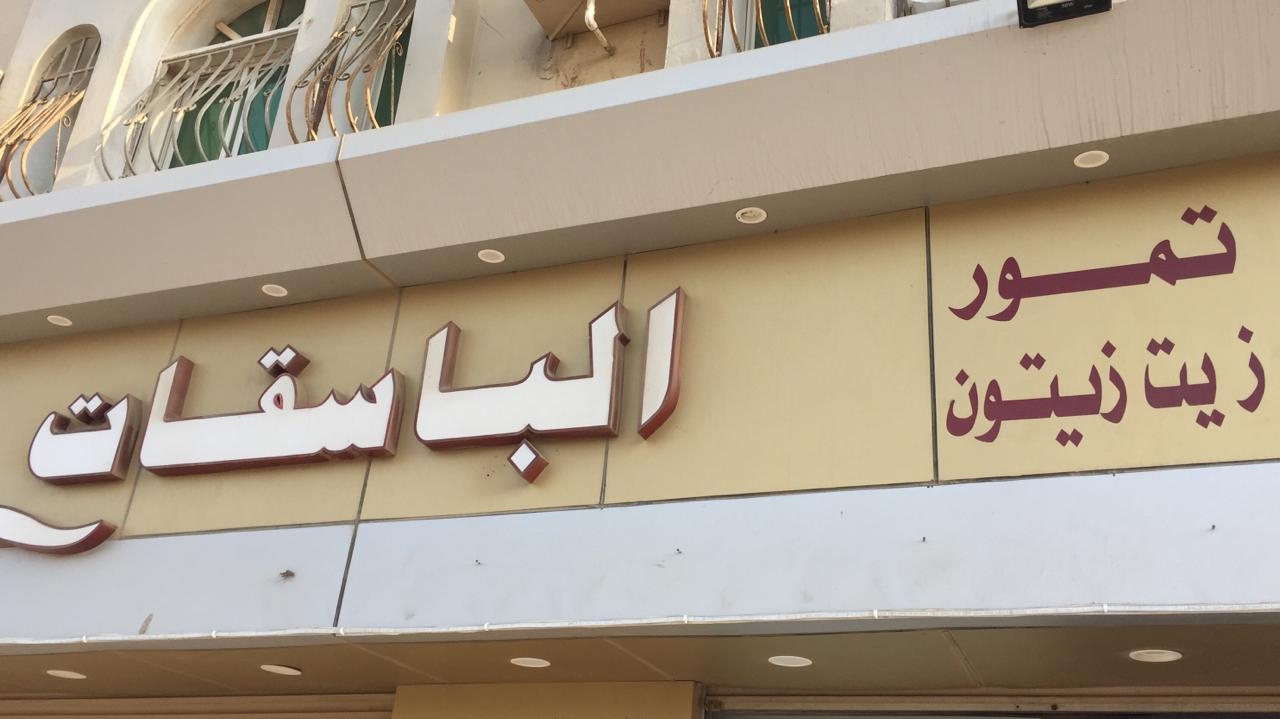 تمور
زيت زيتون
الباسقات